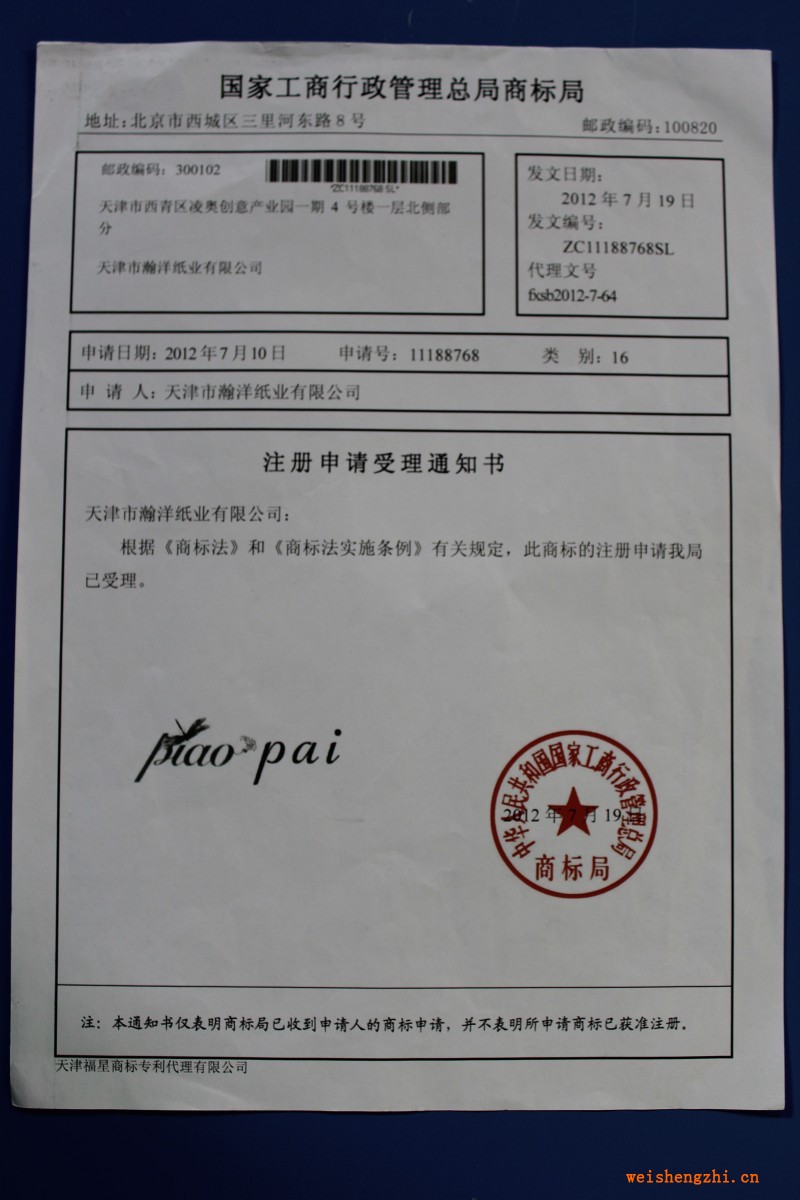 国家工商行政管理总局商标局
地址：北京市西城区三里河东路8号
邮政编码：100820
邮政编码：300102
*ZC11188768SL*
天津市西青区凌奥创意产业园一期 4 号楼一层北侧部
分
天津市瀚洋纸业有限公司
发文日期：
2012年7月19日
发文编号：
ZC11188768SL
代理文号
fxsb2012-7-64
申请日期：2012年7月10日 申请号：11188768 类 别：16
申 请 人：天津市瀚洋纸业有限公司
注册申请受理通知书
天津市瀚洋纸业有限公司：
根据《商标法》和《商标法实施条例》有关规定，此商标的注册申请我局
已受理。
piao pai
中华人民共和国国家工商行政管理总局
2012年7月19日
商标局
注：本通知书仅表明商标局已收到申请人的商标申请，并不表明所申请商标已获准注册。
天津福星商标专利代理有限公司
weishengzhi.cn